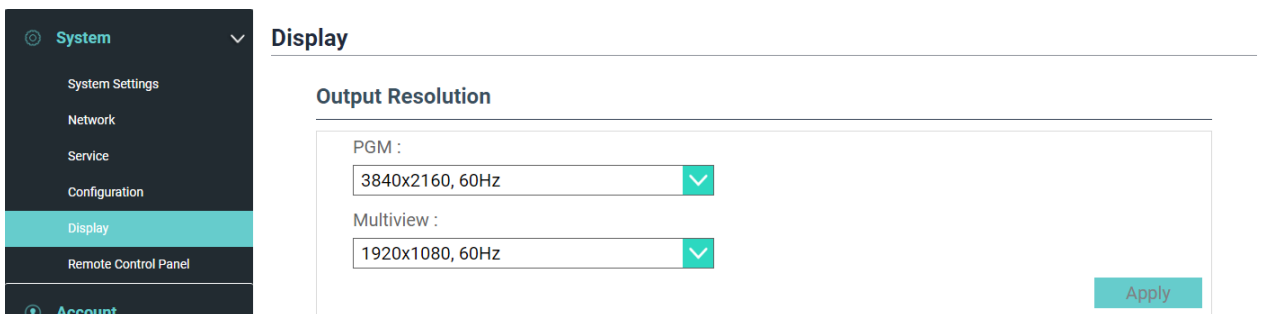 System
System Settings
Network
Service
Configuration
Display
Remote Control Panel
Account
Display
Output Resolution
PGM :
3840x2160, 60Hz
Multiview :
1920x1080, 60Hz
Apply